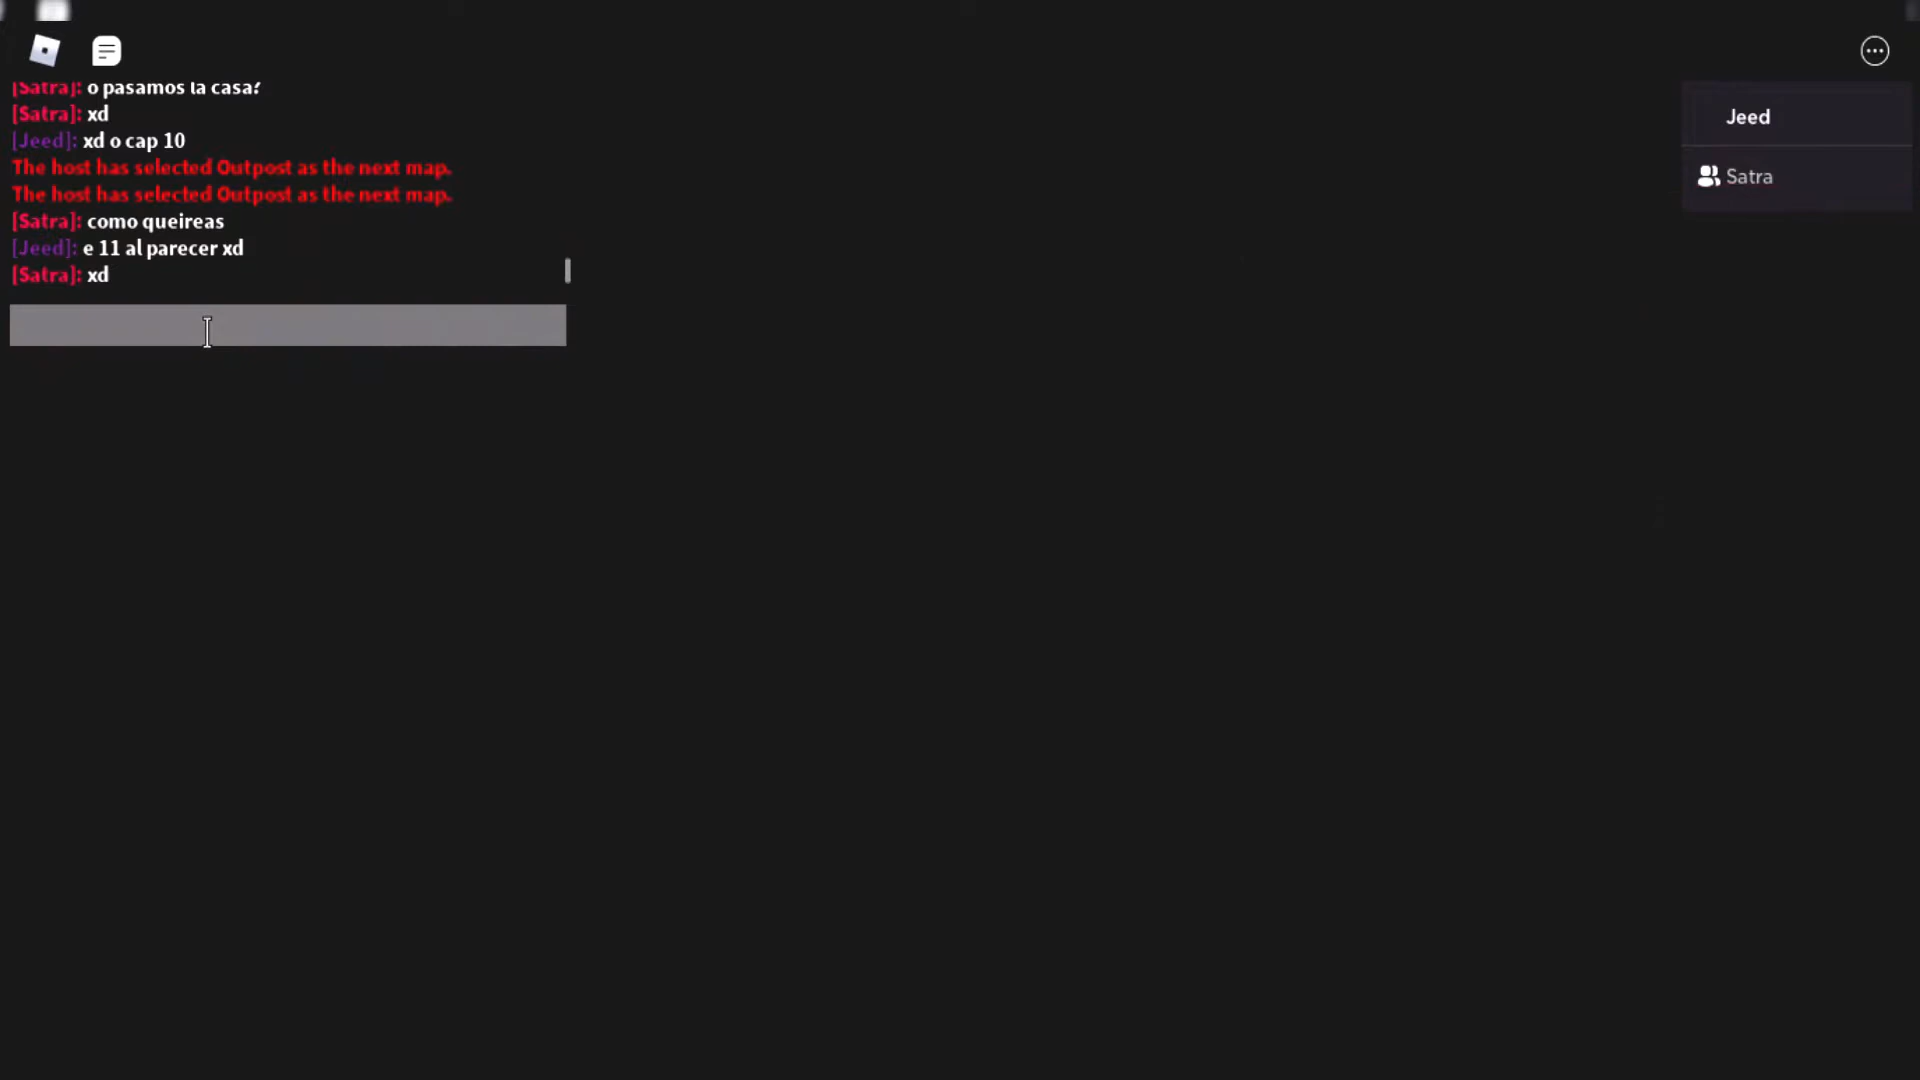 [Satra]: o pasamos la casa?
[Satra]: xd
[Jeed]: xd o cap 10
The host has selected Outpost as the next map.
The host has selected Outpost as the next map.
[Satra]: como queireas
[Jeed]: e 11 al parecer xd
[Satra]: xd
Jeed
Satra